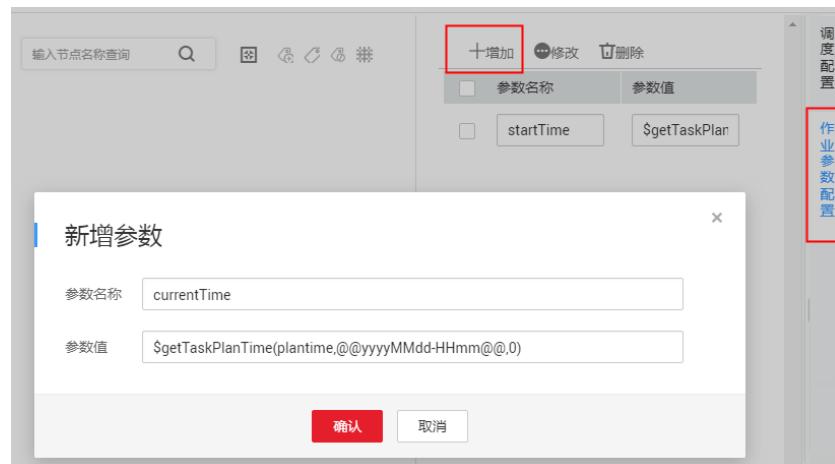 输入节点名称查询
增加 修改 删除
参数名称 参数值
startTime $getTaskPlan
调度配置
作业参数配置
新增参数
参数名称 currentTime
参数值 $getTaskPlanTime(plantime,@@yyyyMMdd-HHmm@@,0)
确认 取消